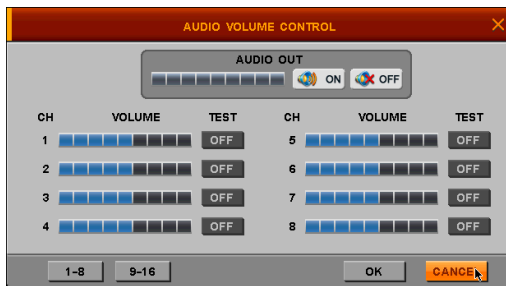 AUDIO VOLUME CONTROL
AUDIO OUT
ON OFF
CH VOLUME TEST CH VOLUME TEST
1 OFF 5 OFF
2 OFF 6 OFF
3 OFF 7 OFF
4 OFF 8 OFF
1-8 9-16 OK CANCEL